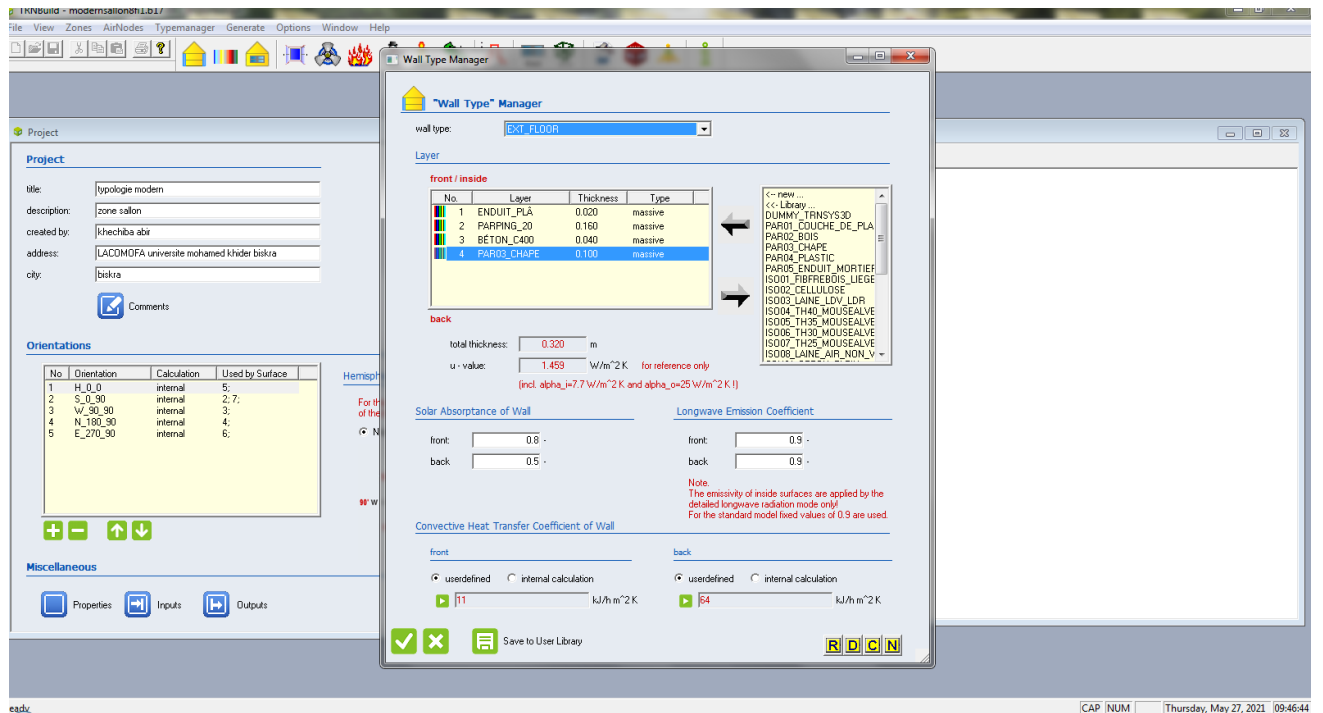 TRNBuild - modernsallon8fi1.b17
File View Zones AirNodes Typemanager Generate Options Window Help
Wall Type Manager
"Wall Type" Manager
wall type: EXT_FLOOR
Layer
front / inside
No. Layer Thickness Type
1 ENDUIT_PLÂ 0.020 massive
2 PARPING_20 0.160 massive
3 BÉTON_C400 0.040 massive
4 PAR03_CHAPE 0.100 massive
back
<-- new ...
<<- Library ...
DUMMY_TRNSYS3D
PAR01_COUCHE_DE_PLA
PAR02_BOIS
PAR03_CHAPE
PAR04_PLASTIC
PAR05_ENDUIT_MORTIER
ISO01_FIBFREBOIS_LIEGE
ISO02_CELLULOSE
ISO03_LAINE_LDV_LDR
ISO04_TH40_MOUSEALVE
ISO05_TH35_MOUSEALVE
ISO06_TH30_MOUSEALVE
ISO07_TH25_MOUSEALVE
ISO08_LAINE_AIR_NON_V
total thickness: 0.320 m
u - value: 1.459 W/m^2 K for reference only
(incl. alpha_i=7.7 W/m^2 K and alpha_o=25 W/m^2 K !)
Solar Absorptance of Wall
front: 0.8 -
back 0.5 -
Longwave Emission Coefficient
front: 0.9 -
back 0.9 -
Note.
The emissivity of inside surfaces are applied by the
detailed longwave radiation mode only!
For the standard model fixed values of 0.9 are used.
Convective Heat Transfer Coefficient of Wall
front
userdefined internal calculation
11 kJ/h m^2 K
back
userdefined internal calculation
64 kJ/h m^2 K
Save to User Library
R D C N
Project
Project
title: typologie modern
description: zone sallon
created by: khechiba abir
address: LACOMOFA universite mohamed khider biskra
city: biskra
Comments
Orientations
No Orientation Calculation Used by Surface
1 H_0_0 internal 5;
2 S_0_90 internal 2; 7;
3 W_90_90 internal 3;
4 N_180_90 internal 4;
5 E_270_90 internal 6;
Hemisph
For th
of the
N
90° W
Miscellaneous
Properties Inputs Outputs
eady
CAP NUM Thursday, May 27, 2021 09:46:44